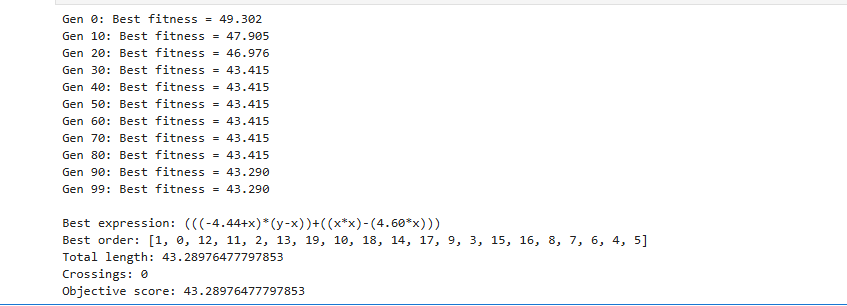 Gen 0: Best fitness = 49.302
Gen 10: Best fitness = 47.905
Gen 20: Best fitness = 46.976
Gen 30: Best fitness = 43.415
Gen 40: Best fitness = 43.415
Gen 50: Best fitness = 43.415
Gen 60: Best fitness = 43.415
Gen 70: Best fitness = 43.415
Gen 80: Best fitness = 43.415
Gen 90: Best fitness = 43.290
Gen 99: Best fitness = 43.290
Best expression: (((-4.44+x)*(y-x))+((x*x)-(4.60*x)))
Best order: [1, 0, 12, 11, 2, 13, 19, 10, 18, 14, 17, 9, 3, 15, 16, 8, 7, 6, 4, 5]
Total length: 43.28976477797853
Crossings: 0
Objective score: 43.28976477797853